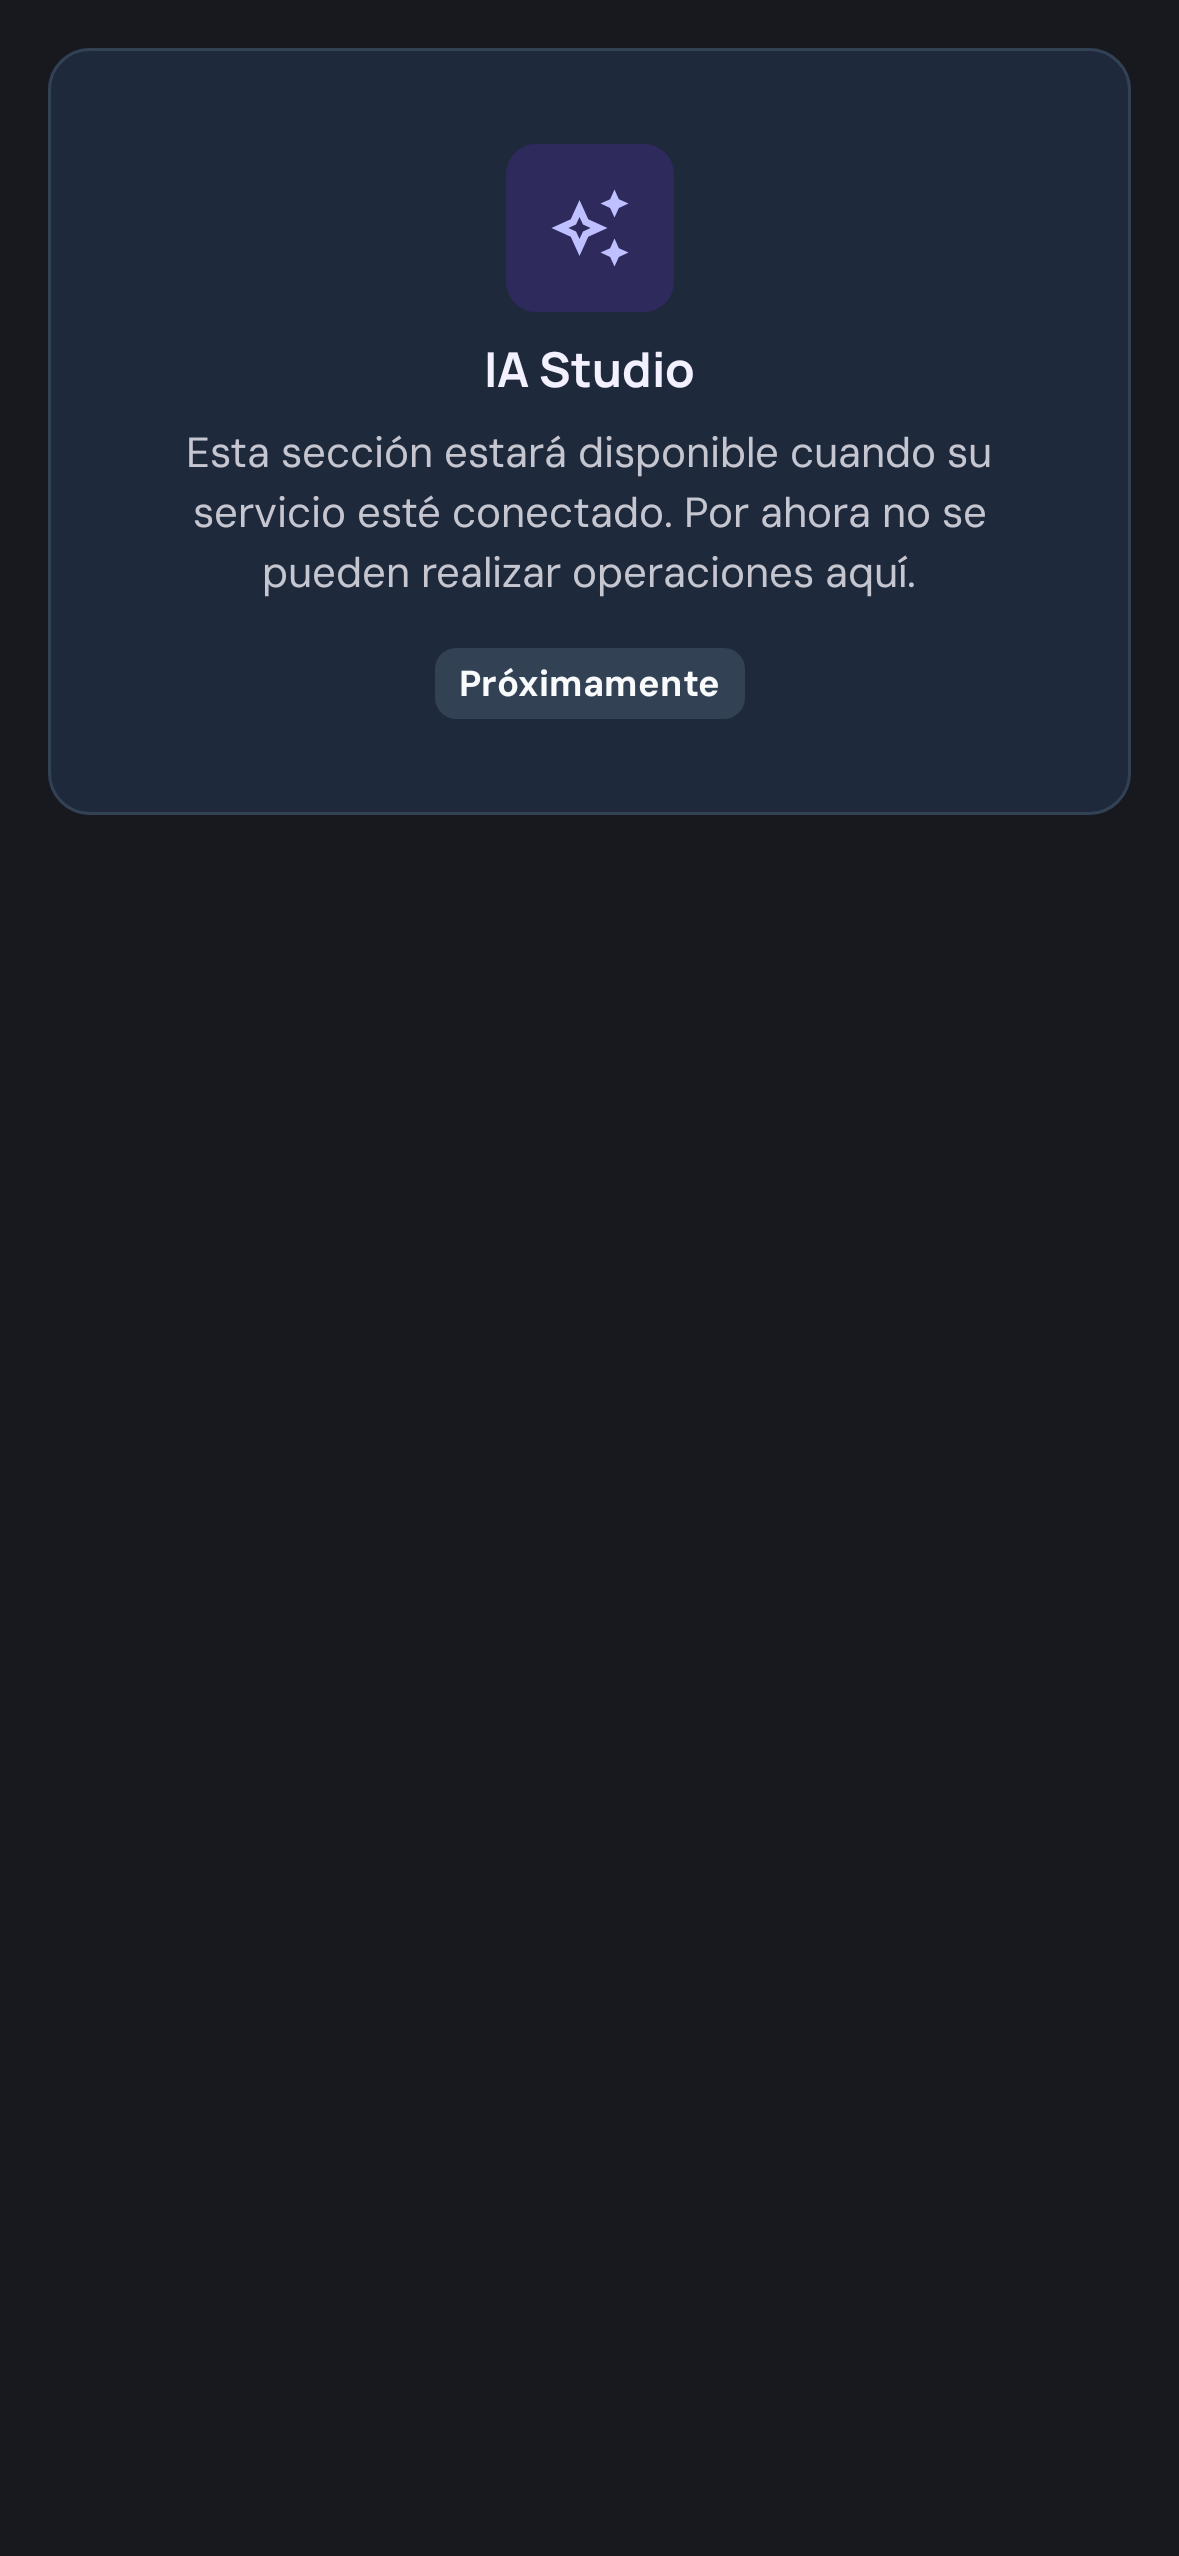 IA Studio
Esta sección estará disponible cuando su
servicio esté conectado. Por ahora no se
pueden realizar operaciones aquí.
Próximamente